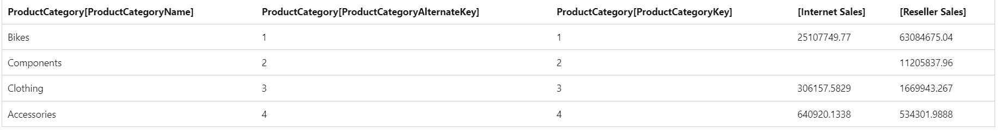 ProductCategory[ProductCategoryName] ProductCategory[ProductCategoryAlternateKey] ProductCategory[ProductCategoryKey] [Internet Sales] [Reseller Sales]
Bikes 1 1 25107749.77 63084675.04
Components 2 2 11205837.96
Clothing 3 3 306157.5829 1669943.267
Accessories 4 4 640920.1338 534301.9888